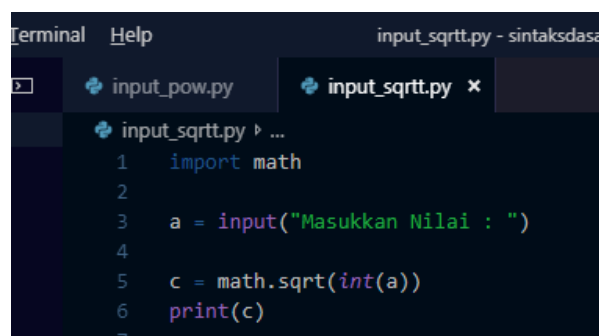 Terminal Help input_sqrtt.py - sintaksdasa
input_pow.py input_sqrtt.py ×
input_sqrtt.py ▹ ...
1 import math
2
3 a = input("Masukkan Nilai : ")
4
5 c = math.sqrt(int(a))
6 print(c)